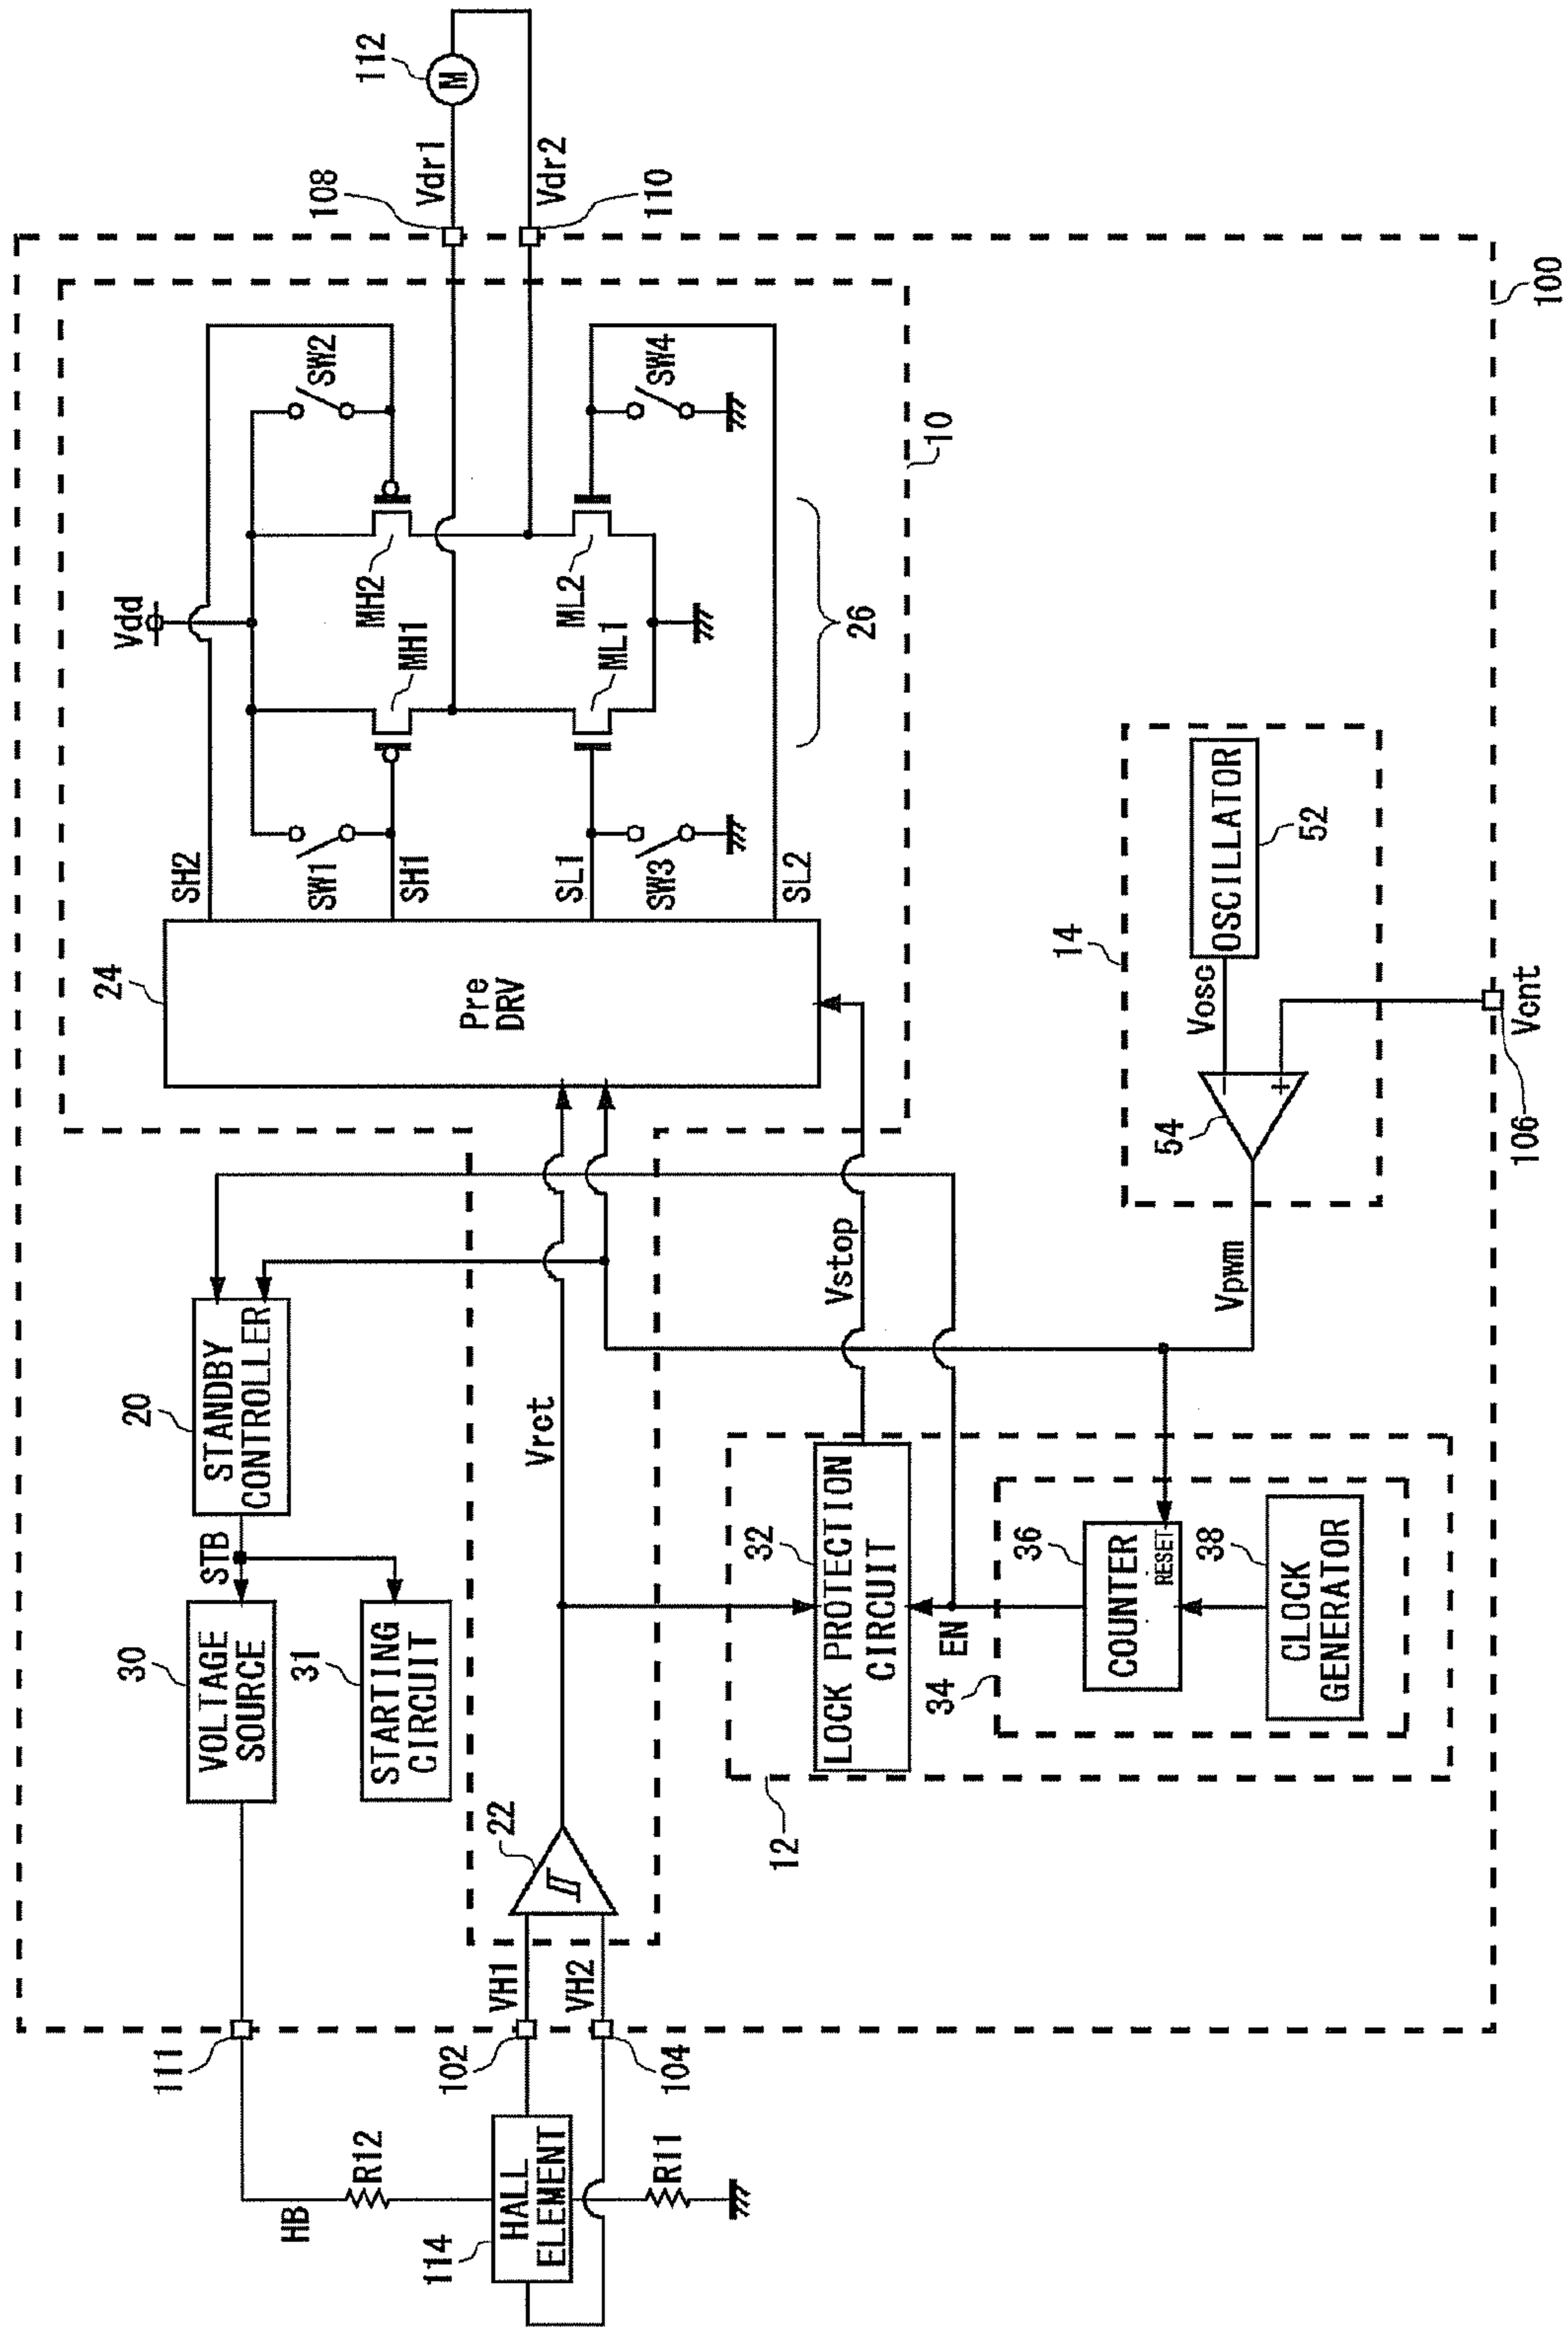 HB
R12
114
HALL
ELEMENT
R11
111
102
104
VH1
VH2
22
30
VOLTAGE
SOURCE
31
STARTING
CIRCUIT
STB
20
STANDBY
CONTROLLER
Vrct
12
32
LOCK PROTECTION
CIRCUIT
EN
34
36
COUNTER
RESET
38
CLOCK
GENERATOR
Vstop
Vpwm
24
Pre
DRV
SH2
SW1
SH1
SL1
SW3
SL2
Vdd
MH2
MH1
ML2
ML1
26
SW2
SW4
10
14
54
Vosc
OSCILLATOR
52
106
Vcnt
108
Vdr1
Vdr2
110
112
M
100